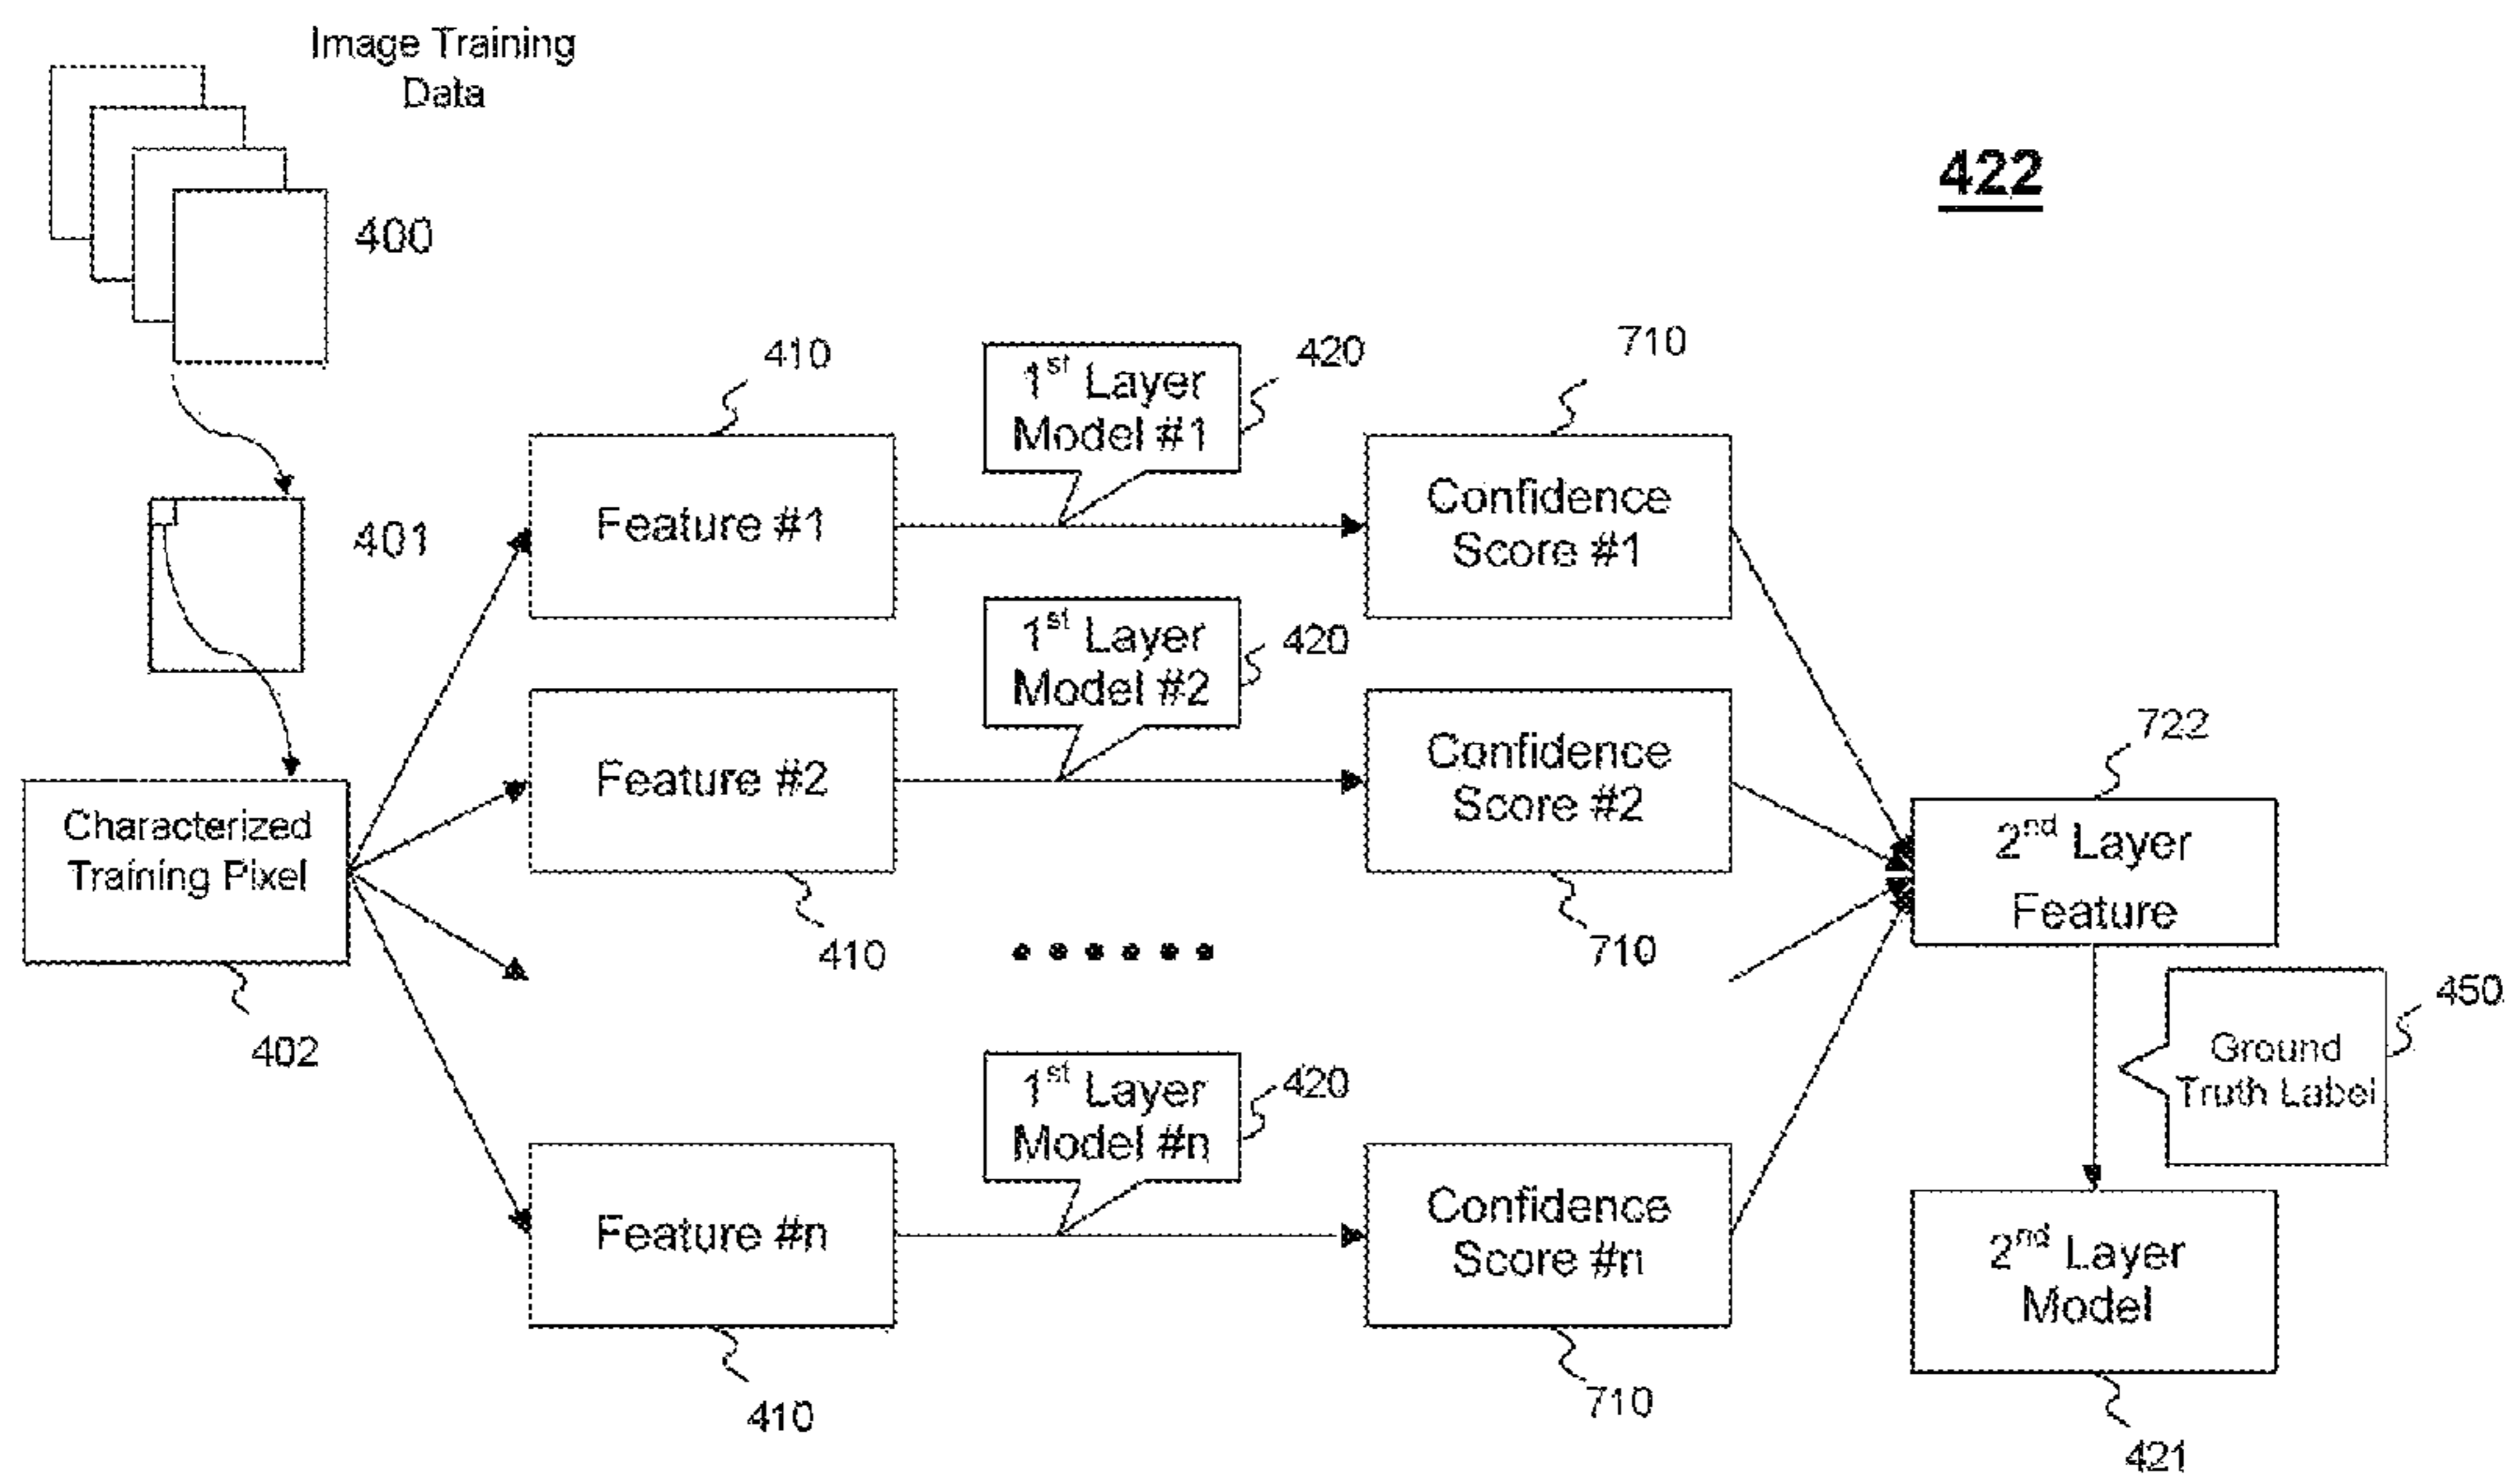 Image Training
Data
422
400
410
1st Layer
Model #1
420
710
Feature #1
Confidence
Score #1
401
1st Layer
Model #2
420
Feature #2
Confidence
Score #2
722
Characterized
Training Pixel
2nd Layer
Feature
410
710
402
1st Layer
Model #n
420
Ground
Truth Label
450
Feature #n
Confidence
Score #n
2nd Layer
Model
410
710
421